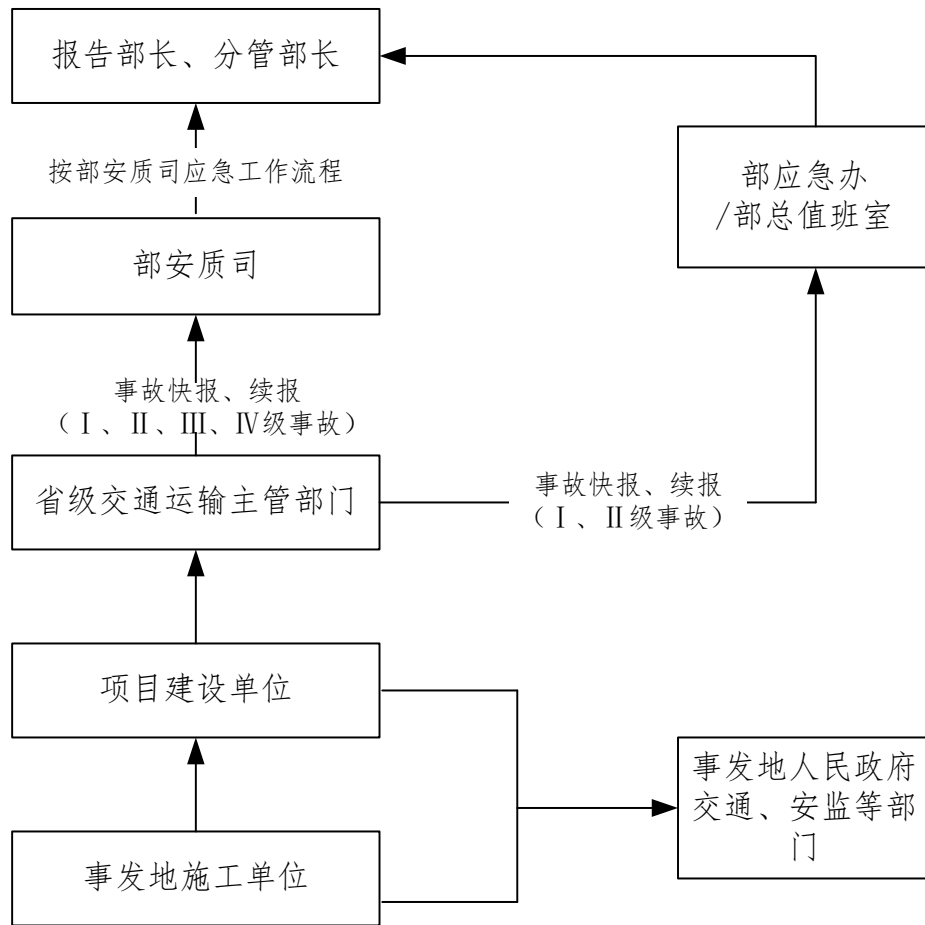 报告部长、分管部长
按部安质司应急工作流程
部应急办
/部总值班室
部安质司
事故快报、续报
（Ⅰ、Ⅱ、Ⅲ、Ⅳ级事故）
省级交通运输主管部门
事故快报、续报
（Ⅰ、Ⅱ级事故）
项目建设单位
事发地人民政府
交通、安监等部
门
事发地施工单位